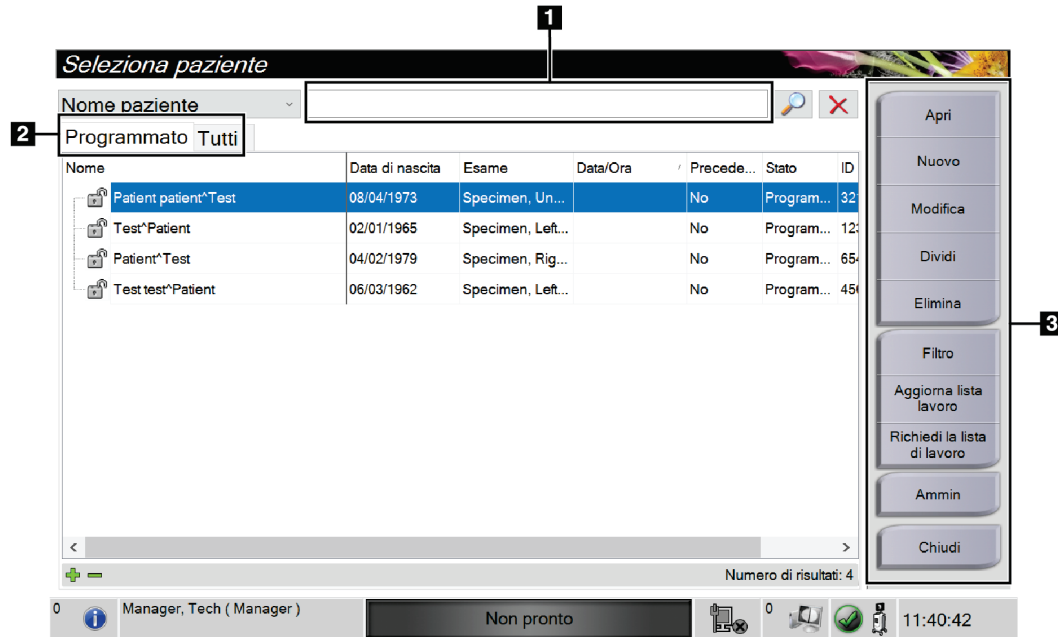 1
Seleziona paziente
Nome paziente
2
Programmato Tutti
Nome Data di nascita Esame Data/Ora Precede... Stato ID
Patient patient^Test 08/04/1973 Specimen, Un... No Program... 32
Test^Patient 02/01/1965 Specimen, Left... No Program... 123
Patient^Test 04/02/1979 Specimen, Rig... No Program... 654
Test test^Patient 06/03/1962 Specimen, Left... No Program... 456
Numero di risultati: 4
Apri
Nuovo
Modifica
Dividi
Elimina
3
Filtro
Aggiorna lista
lavoro
Richiedi la lista
di lavoro
Ammin
Chiudi
0 Manager, Tech ( Manager ) Non pronto 0 11:40:42